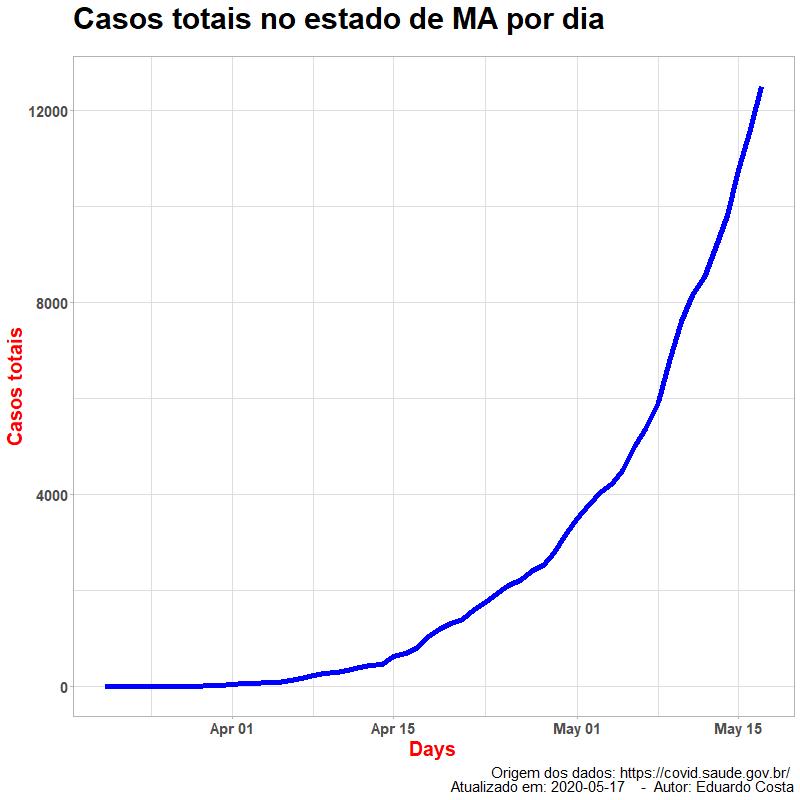 Casos totais no estado de MA por dia
12000
8000
4000
0
Casos totais
Apr 01
Apr 15
May 01
May 15
Days
Origem dos dados: https://covid.saude.gov.br/
Atualizado em: 2020-05-17 - Autor: Eduardo Costa